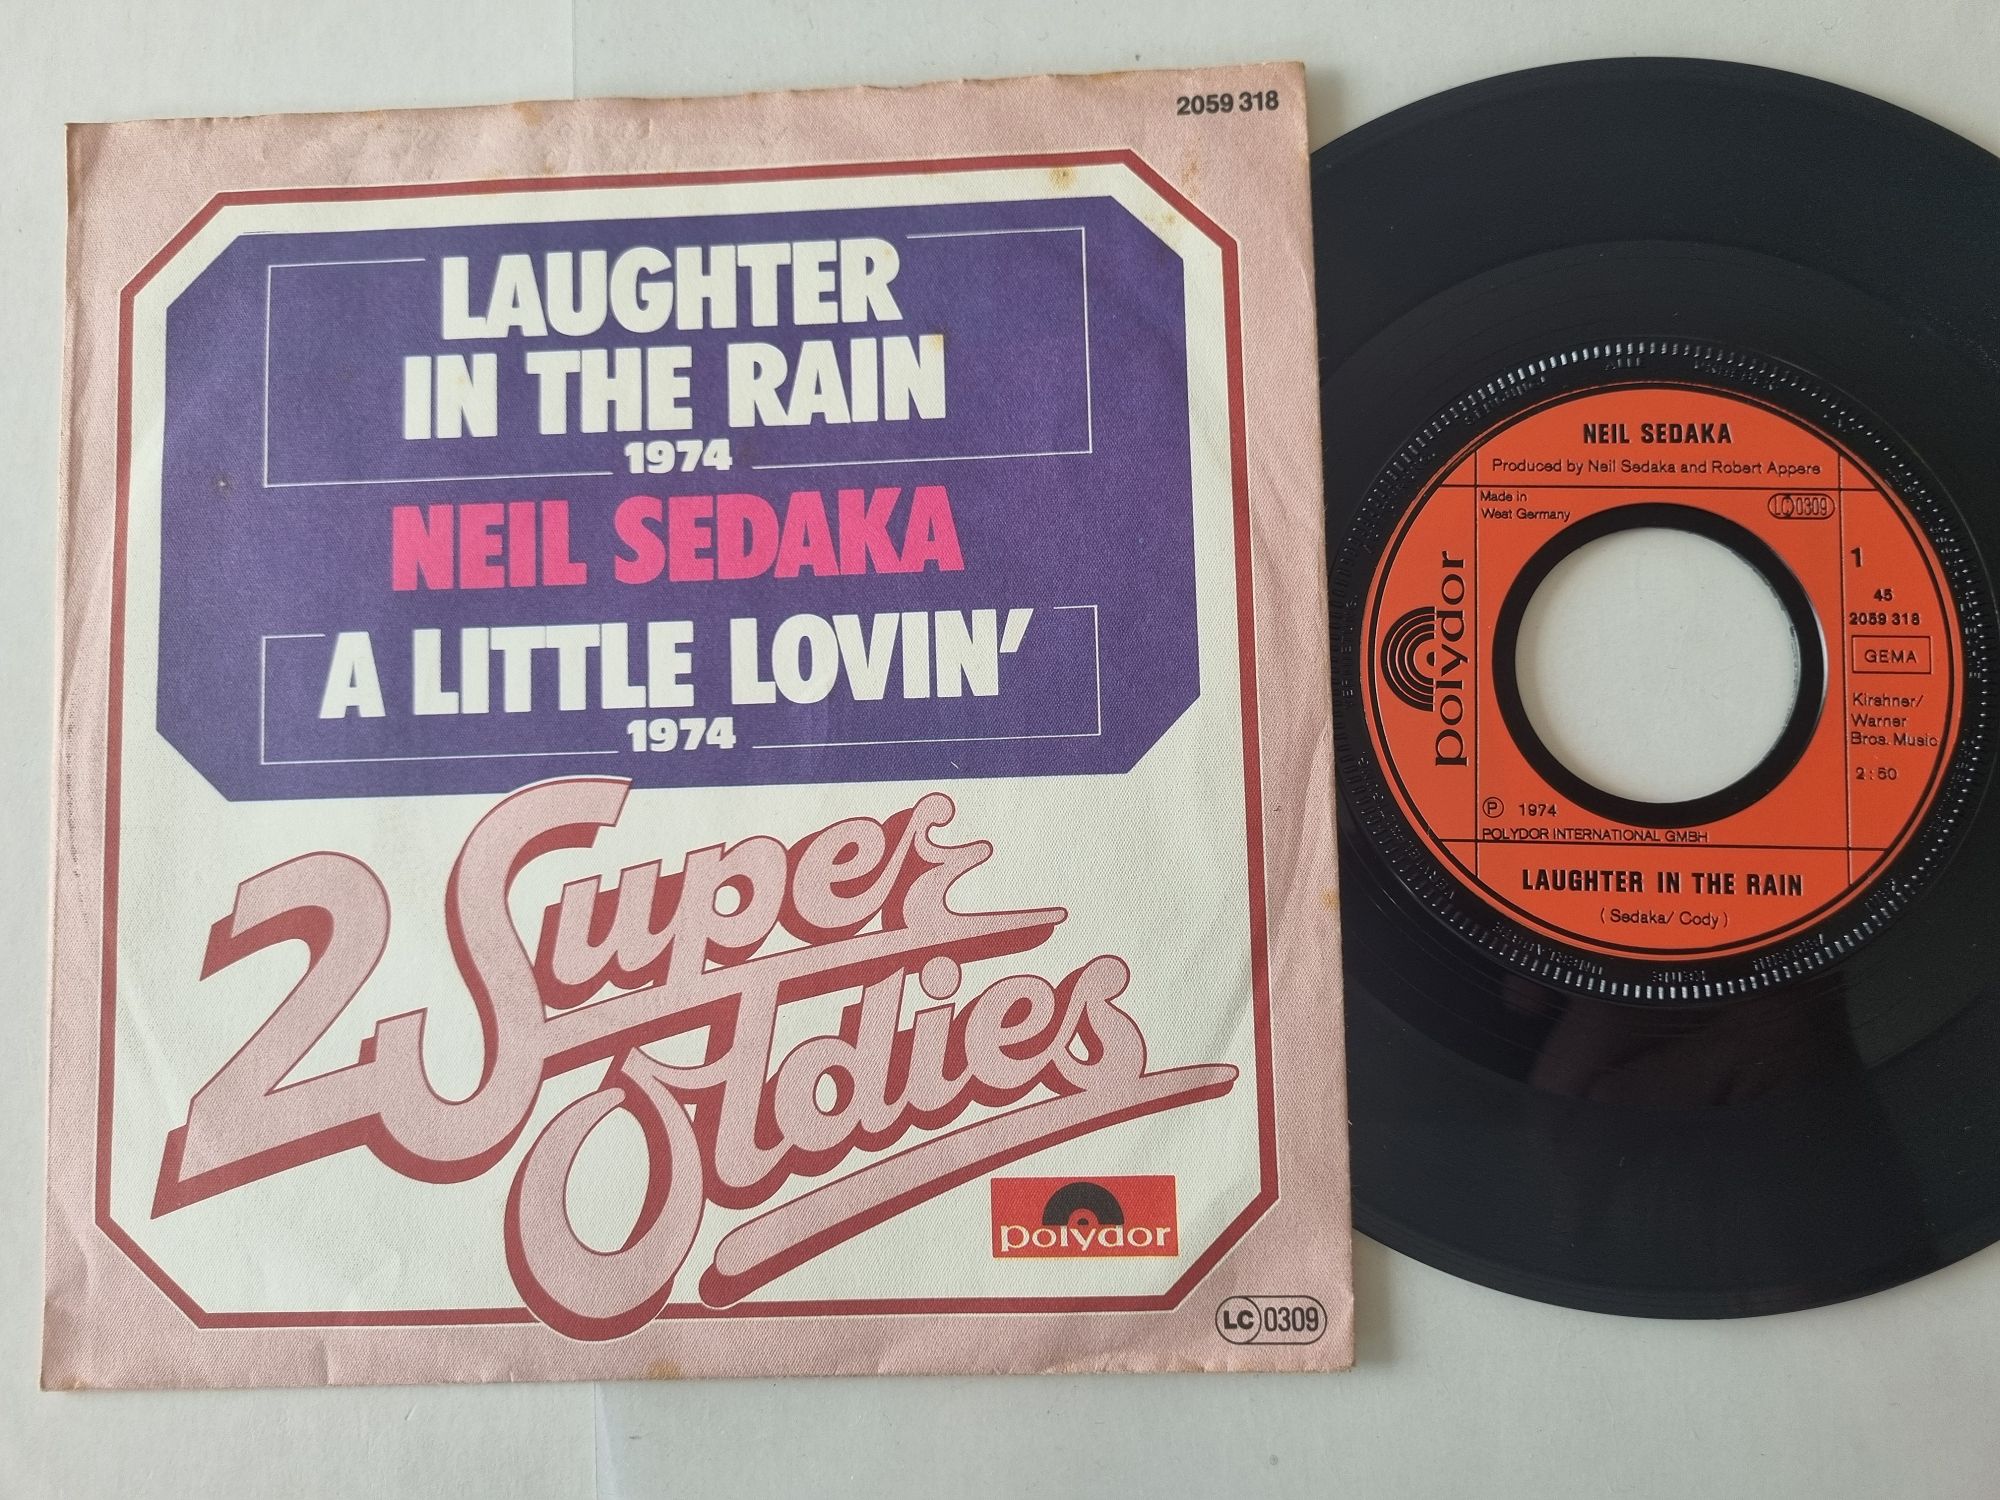 2059 318
LAUGHTER
IN THE RAIN
1974
NEIL SEDAKA
A LITTLE LOVIN'
1974
2 Super
Oldies
polydor
LC 0309
NEIL SEDAKA
Produced by Neil Sedaka and Robert Appere
Made in
West Germany
LC 0309
polydor
1
45
2059 318
GEMA
Kirshner/
Warner
Bros. Music
2:50
℗ 1974
POLYDOR INTERNATIONAL GMBH
LAUGHTER IN THE RAIN
(Sedaka/ Cody)